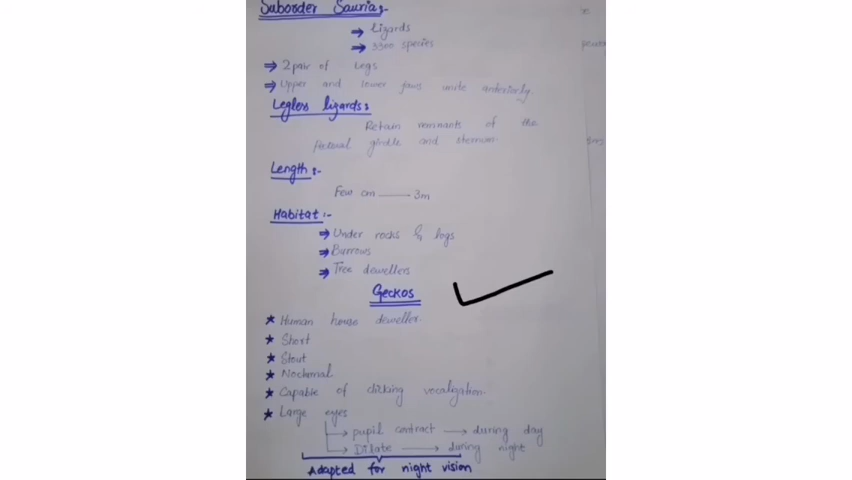 Suborder Sauria:-
⇒ Lizards
⇒ 3300 species
⇒ 2 pair of Legs
⇒ Upper and lower jaws unite anteriorly
Legless lizards:
Retain remnants of the
Pectoral girdle and sternum
Length:-
Few cm —— 3m
Habitat:-
⇒ Under rocks & logs
⇒ Burrows
⇒ Tree dewellers
Geckos
★ Human house deweller
★ Short
★ Stout
★ Nocturnal
★ Capable of clicking vocalization.
★ Large eyes
→ pupil contract → during day
→ Dilate → during night
Adapted for night vision